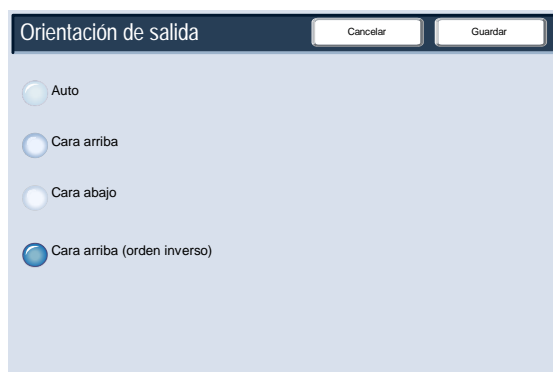 Orientación de salida
Cancelar
Guardar
Auto
Cara arriba
Cara abajo
Cara arriba (orden inverso)